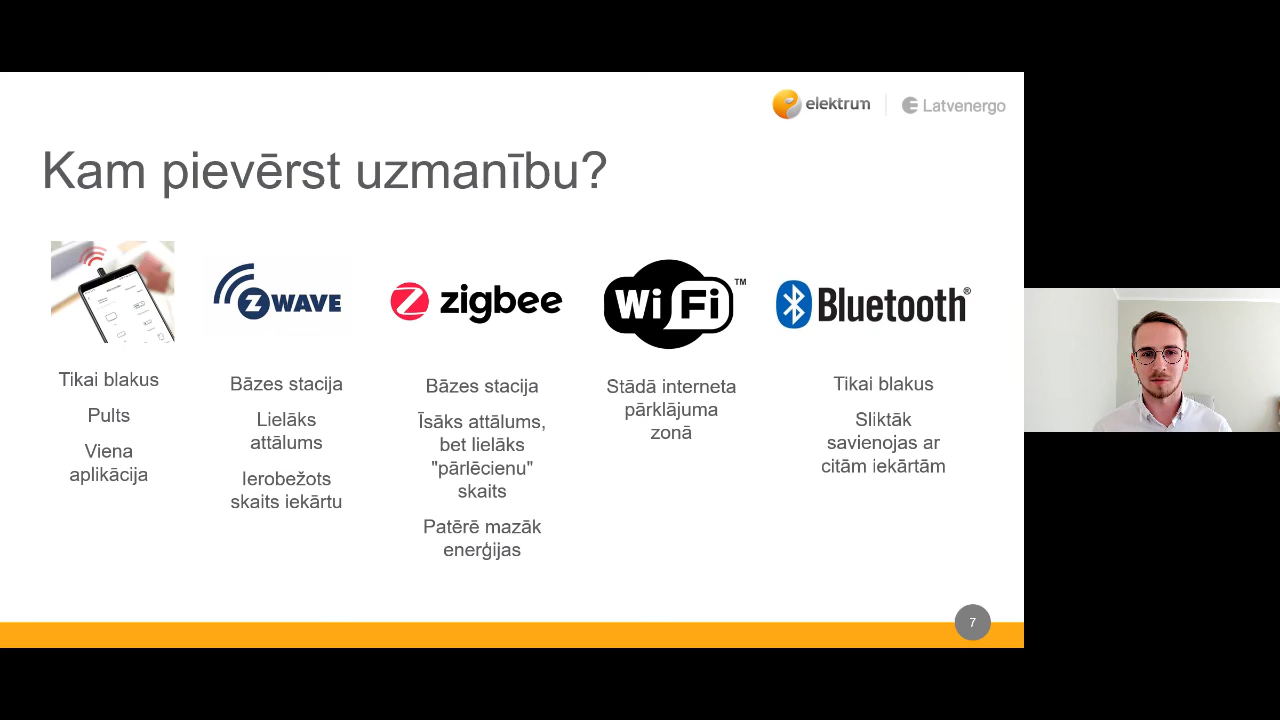 elektrum
Latvenergo
Kam pievērst uzmanību?
Z WAVE
zigbee
Wi Fi TM
Bluetooth®
Tikai blakus
Pults
Viena
aplikācija
Bāzes stacija
Lielāks
attālums
Ierobežots
skaits iekārtu
Bāzes stacija
Īsāks attālums,
bet lielāks
"pārlēcienu"
skaits
Patērē mazāk
enerģijas
Stādā interneta
pārklājuma
zonā
Tikai blakus
Sliktāk
savienojas ar
citām iekārtām
7